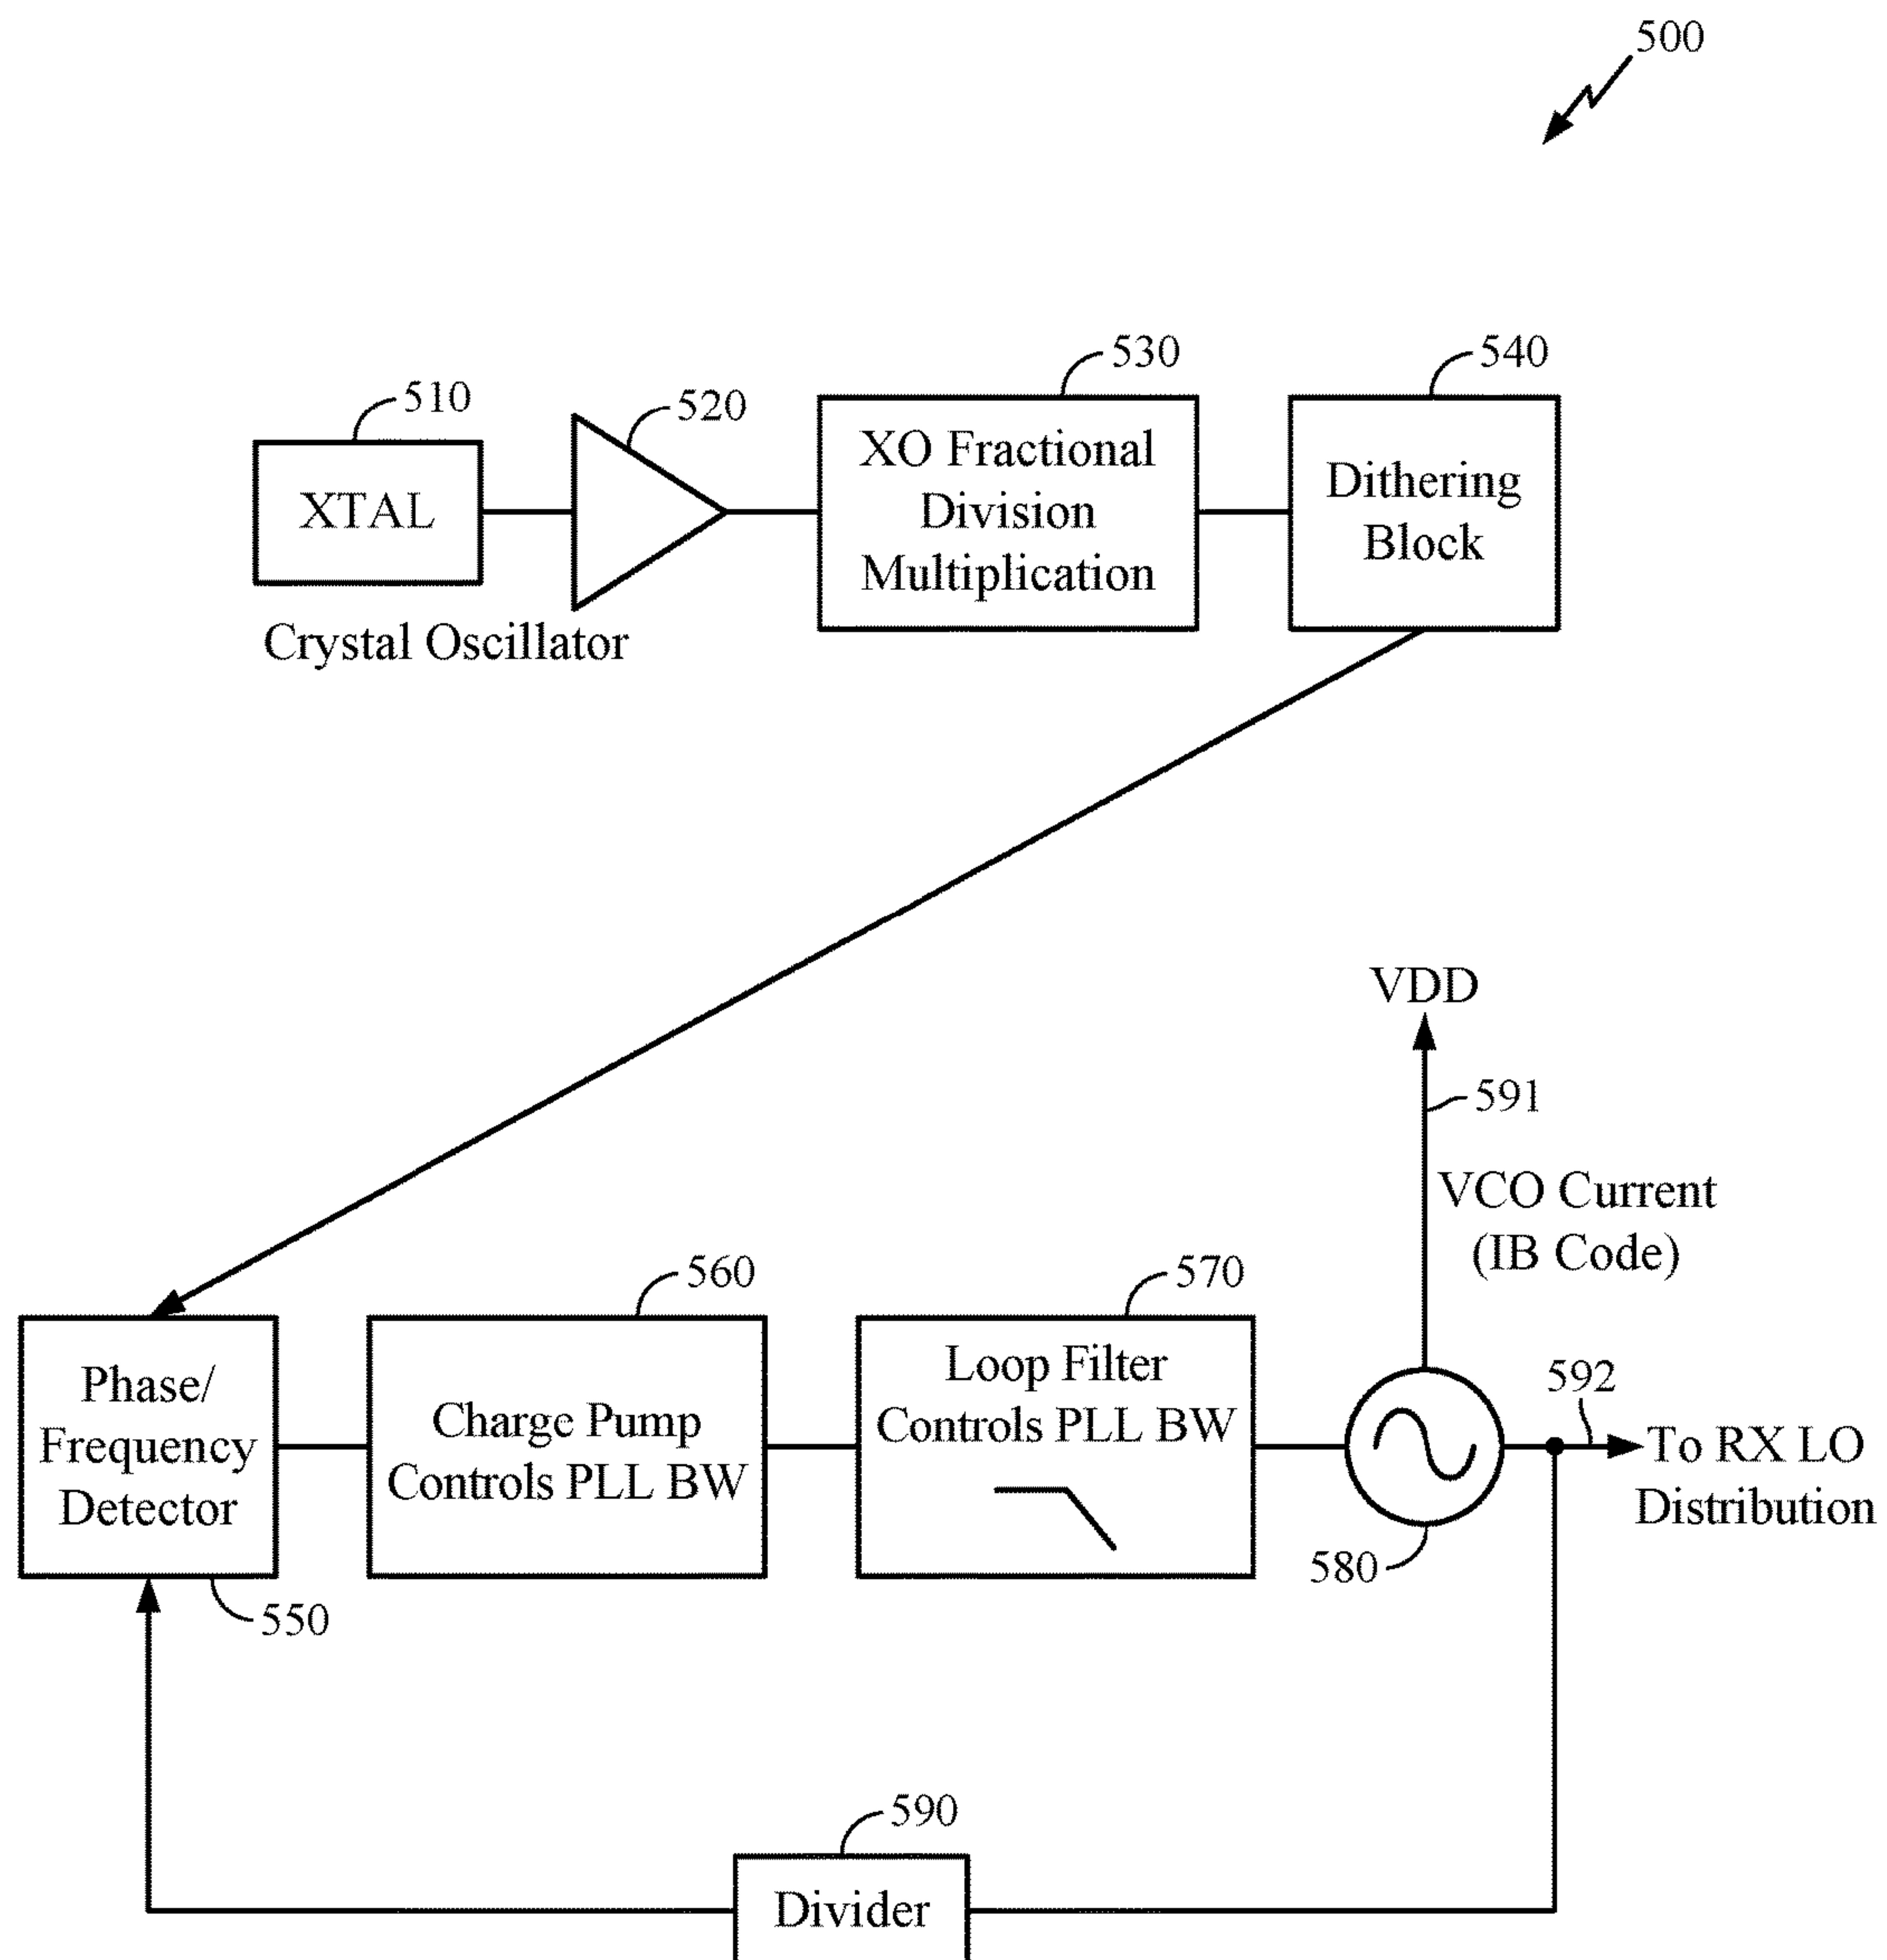 500
510
520
530
540
XTAL
XO Fractional
Division
Multiplication
Dithering
Block
Crystal Oscillator
VDD
591
VCO Current
(IB Code)
560
570
592
Phase/
Frequency
Detector
Charge Pump
Controls PLL BW
Loop Filter
Controls PLL BW
To RX LO
Distribution
580
550
590
Divider